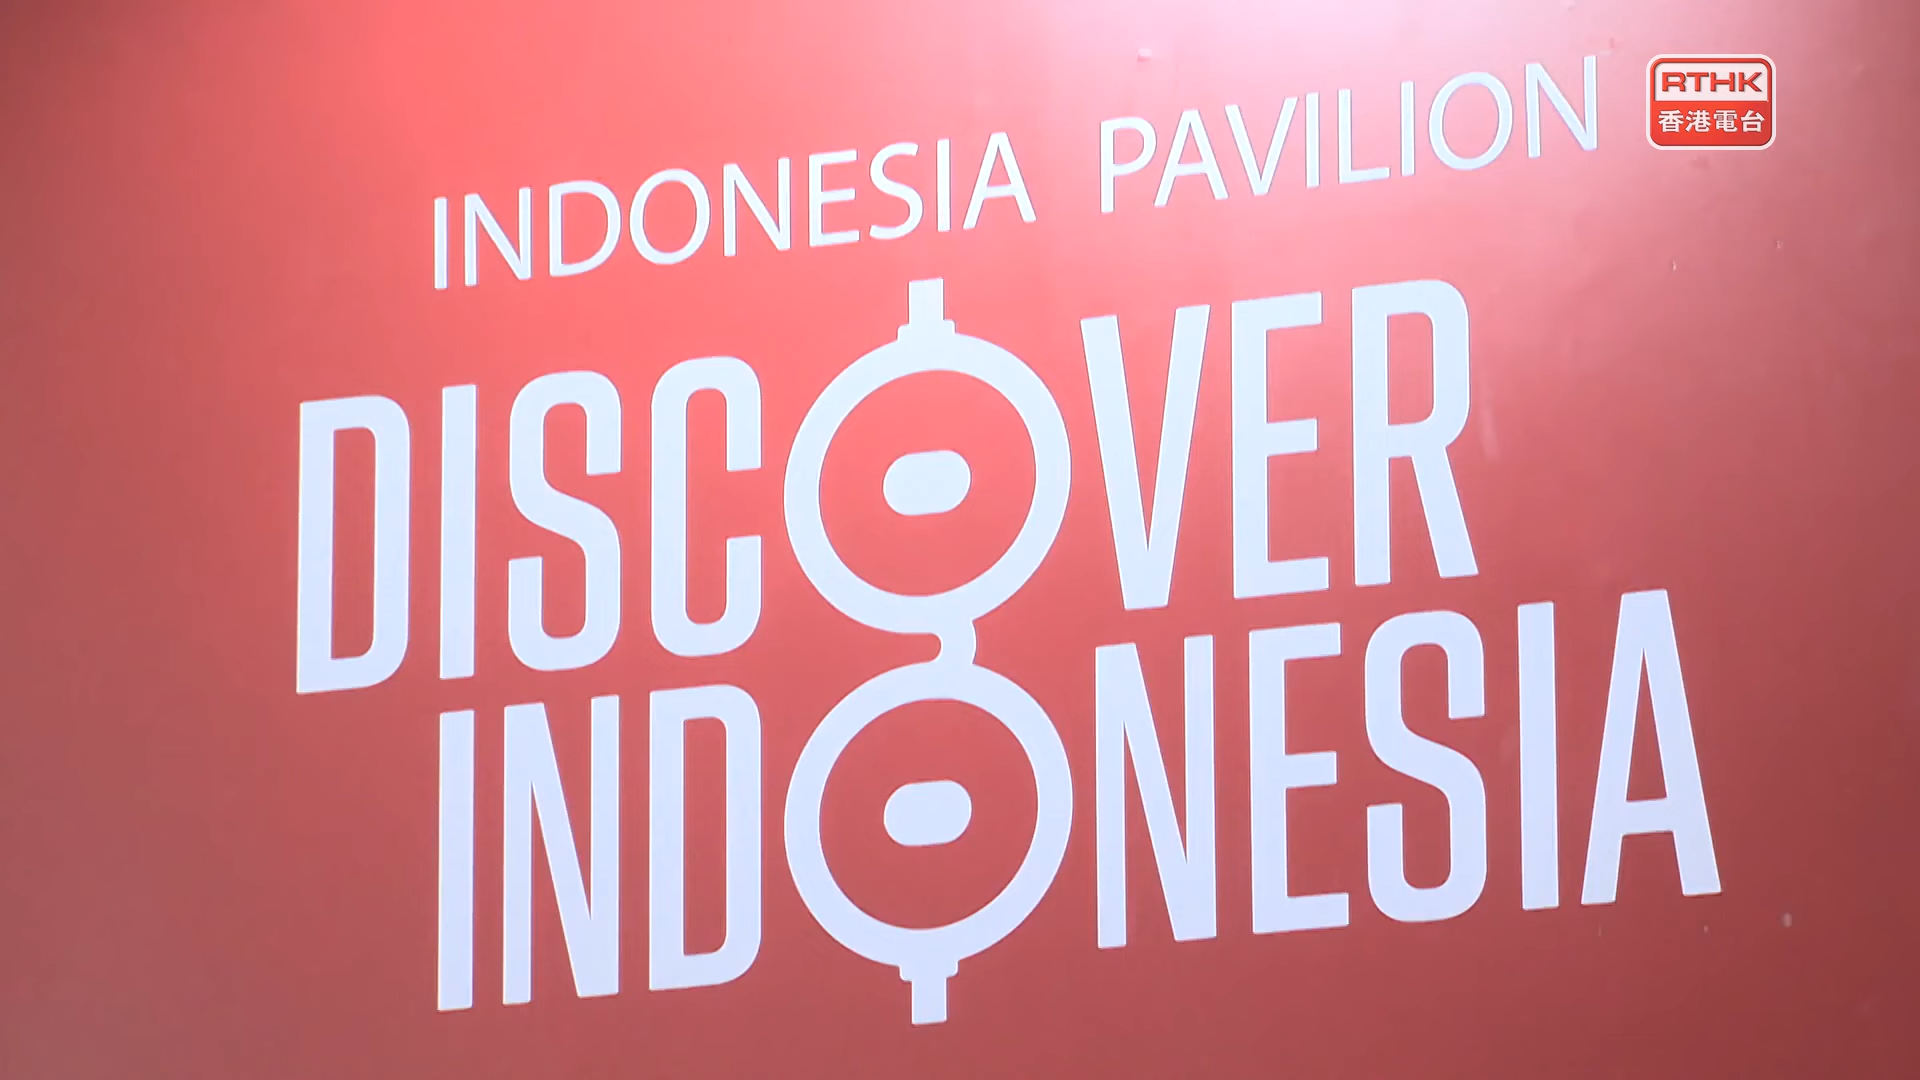 INDONESIA PAVILION
RTHK
香港電台
DISCOVER
INDONESIA